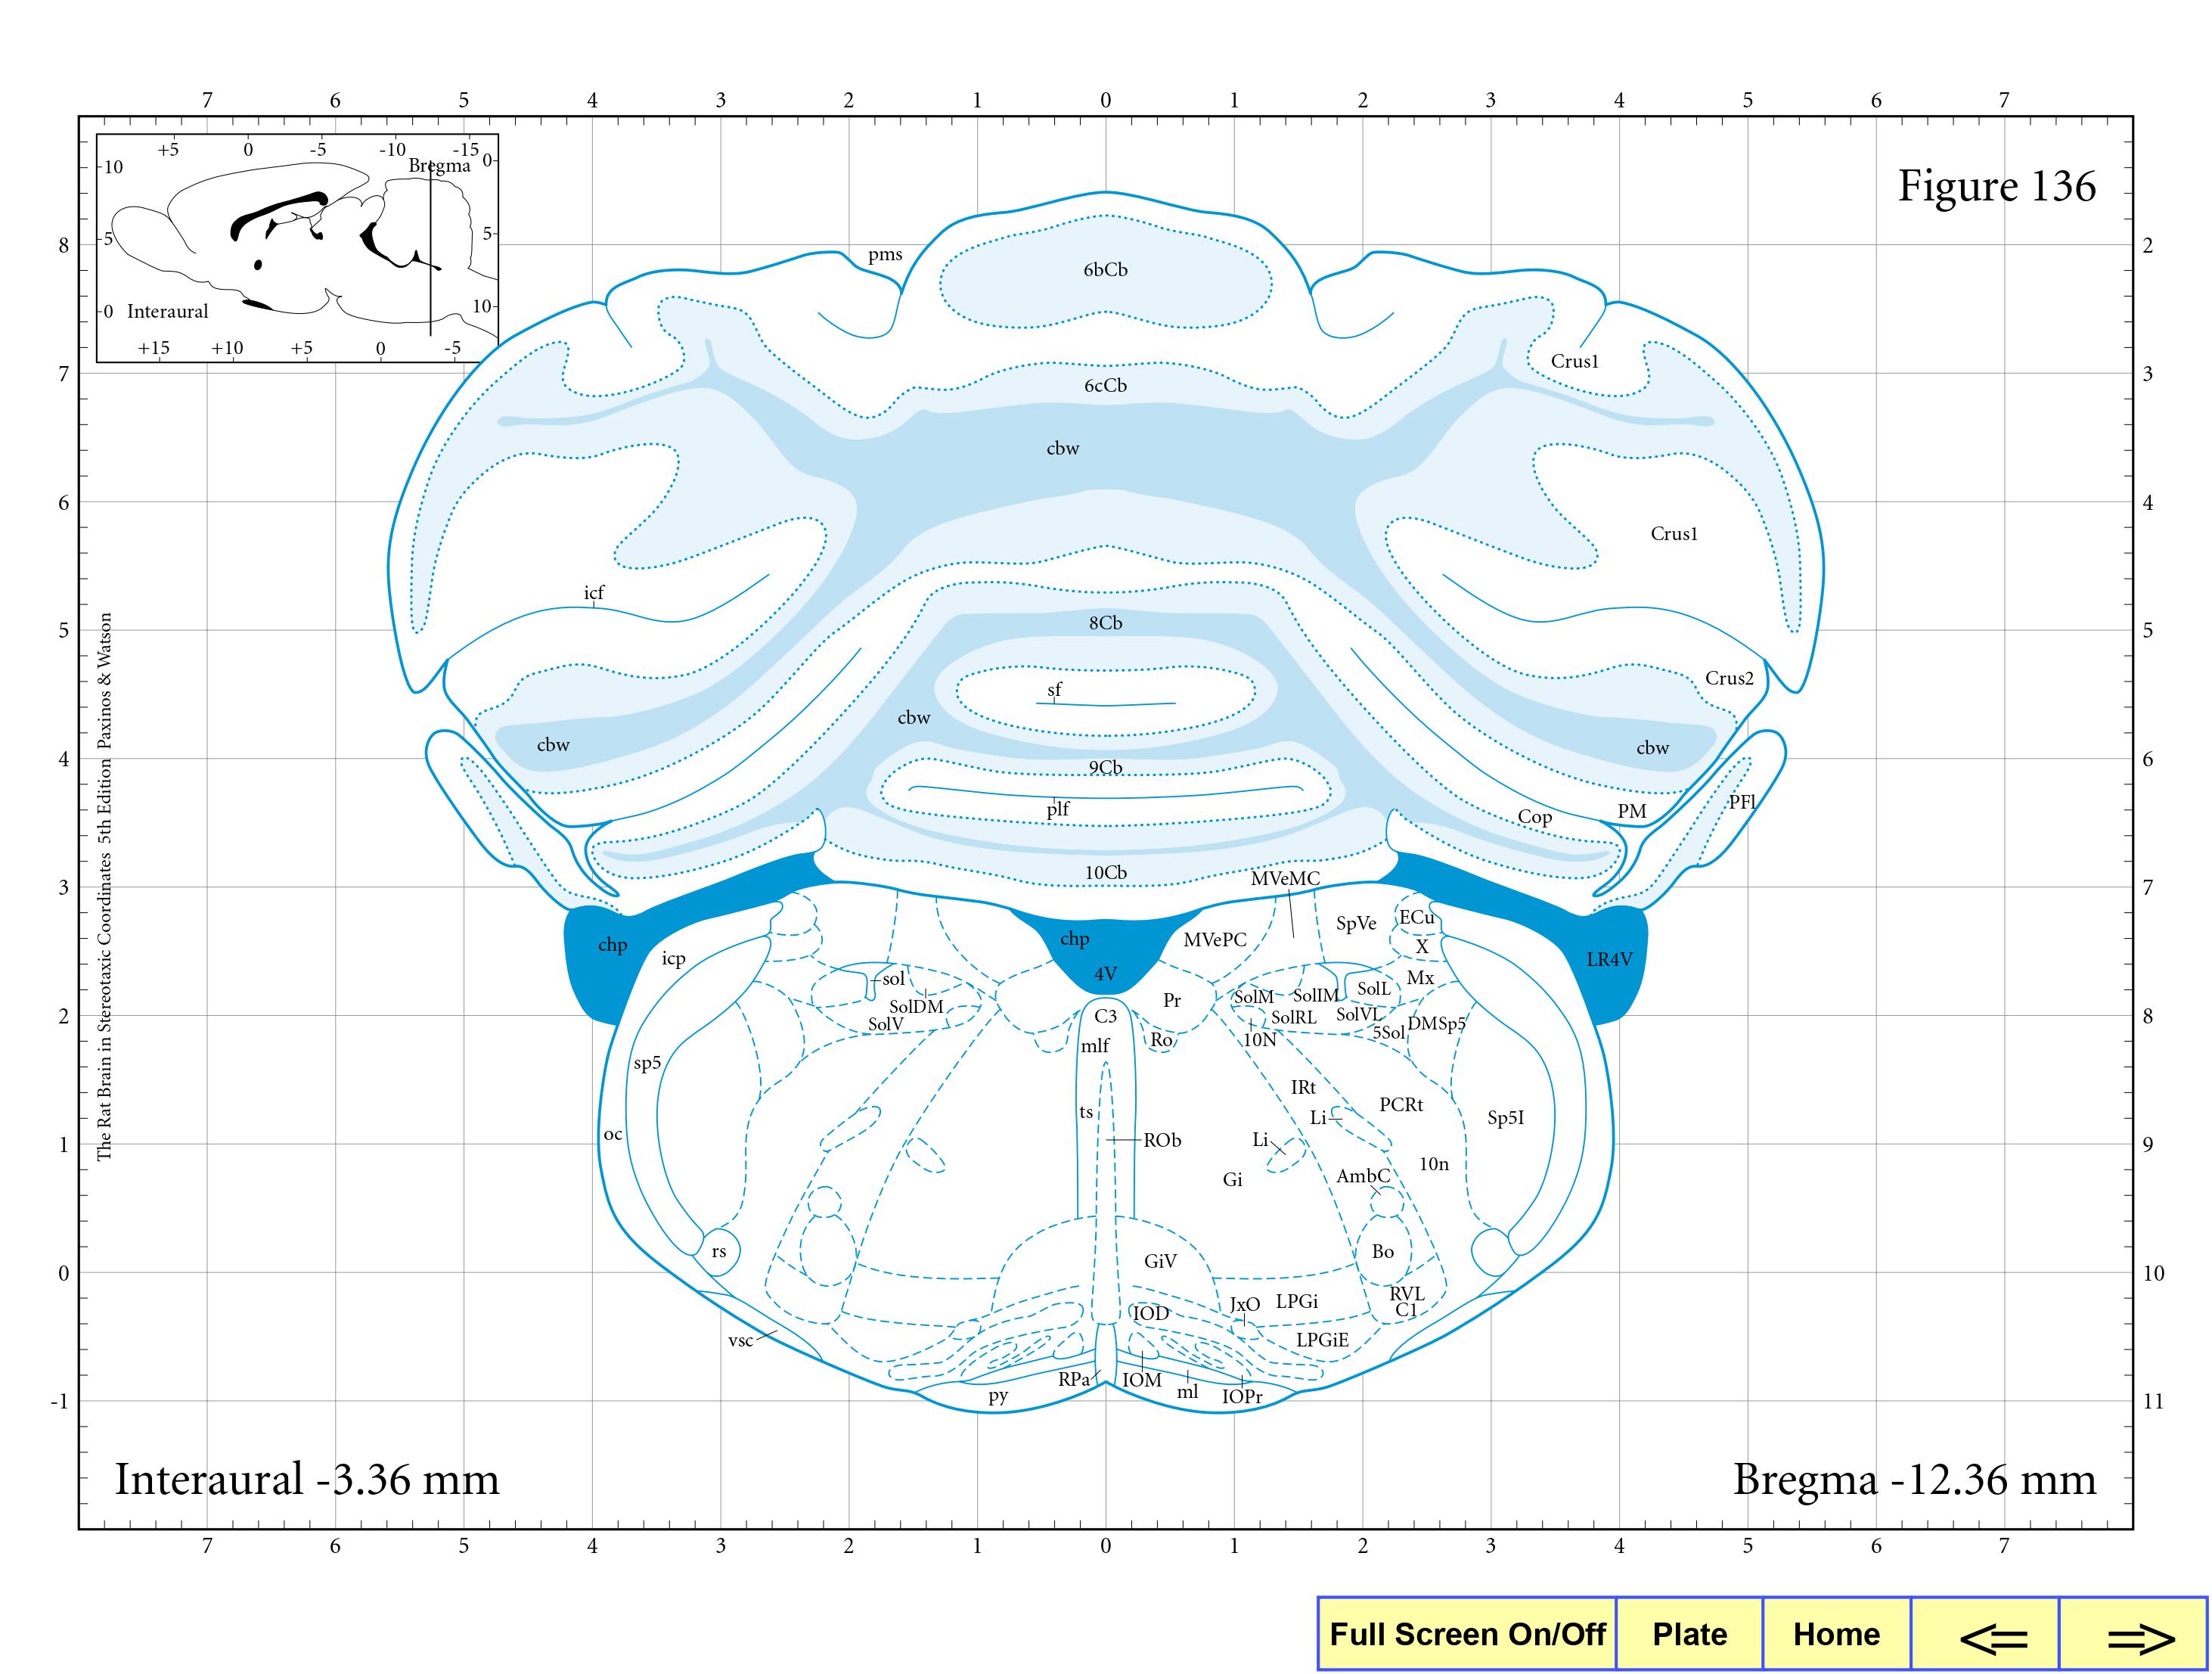 7 6 5 4 3 2 1 0 1 2 3 4 5 6 7
+5 0 -5 -10 -15
Bregma 0
10
5
5
0 Interaural
10
+15 +10 +5 0 -5
Figure 136
8 2
7 3
6 4
5 5
4 6
3 7
2 8
1 9
0 10
-1 11
The Rat Brain in Stereotaxic Coordinates 5th Edition Paxinos & Watson
pms
6bCb
Crus1
6cCb
cbw
Crus1
icf
8Cb
Crus2
sf
cbw
cbw
cbw
9Cb
plf
Cop
PM
PFl
10Cb
MVeMC
chp
icp
chp
4V
MVePC
SpVe
ECu
X
LR4V
sol
SolDM
SolV
Pr
SolM
SolIM
SolL
Mx
C3
SolRL
SolVL
5Sol
DMSp5
10N
mlf
Ro
sp5
IRt
PCRt
ts
Li
Sp5I
oc
ROb
Li
10n
Gi
AmbC
rs
GiV
Bo
IOD
JxO
LPGi
RVL
C1
vsc
LPGiE
RPa
IOM
ml
IOPr
py
Interaural -3.36 mm
Bregma -12.36 mm
7 6 5 4 3 2 1 0 1 2 3 4 5 6 7
Full Screen On/Off Plate Home <= =>